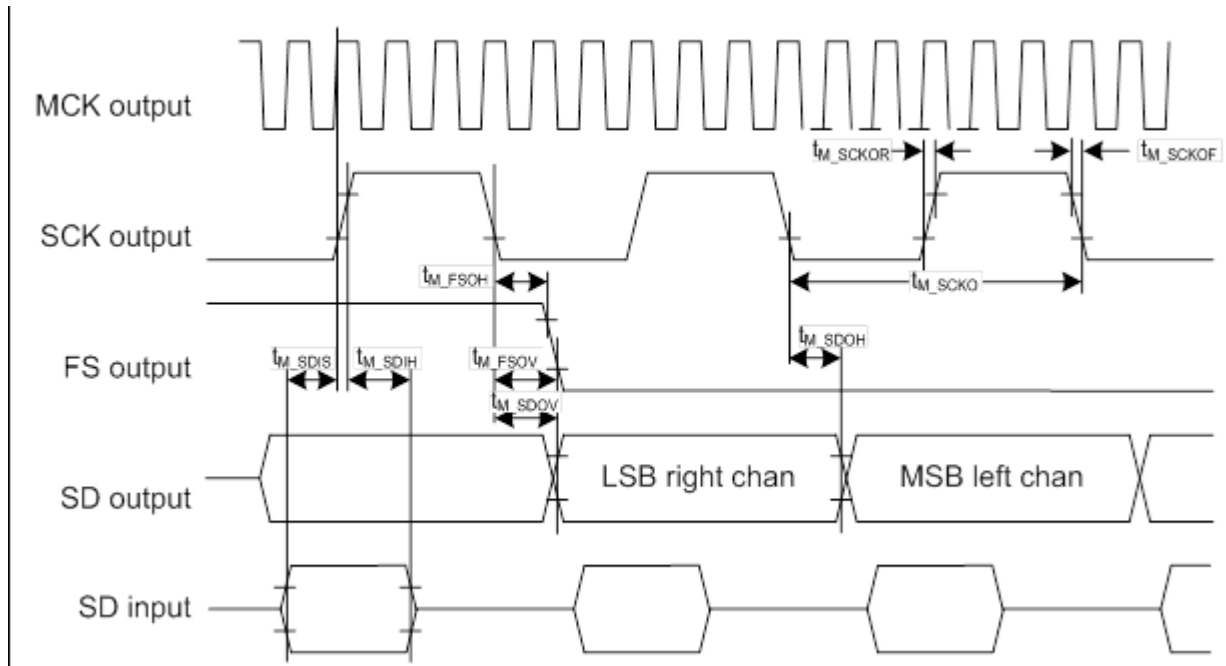 MCK output
tM_SCKOR
tM_SCKOF
SCK output
tM_FSOH
tM_SCKO
tM_SDOH
FS output
tM_SDIS
tM_SDIH
tM_FSOV
tM_SDOV
SD output
LSB right chan
MSB left chan
SD input